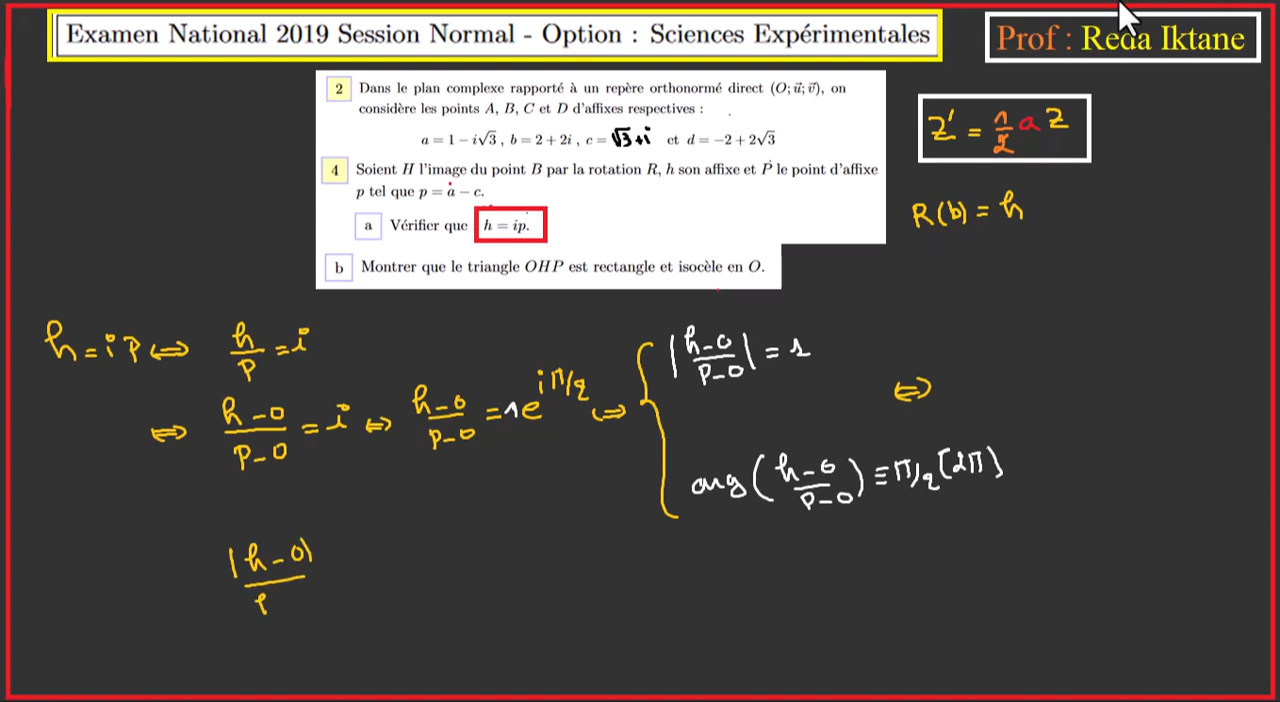 Examen National 2019 Session Normal - Option : Sciences Expérimentales
Prof : Reda Iktane
2 Dans le plan complexe rapporté à un repère orthonormé direct (O; u⃗; v⃗), on
considère les points A, B, C et D d'affixes respectives :
a = 1 − i√3 , b = 2 + 2i , c = √3+i et d = −2 + 2√3
4 Soient H l'image du point B par la rotation R, h son affixe et P le point d'affixe
p tel que p = a − c.
a Vérifier que h = ip.
b Montrer que le triangle OHP est rectangle et isocèle en O.
Z' = 1/2 a Z
R(b) = h
h = i P ⇔ h/P = i
⇔ (h-0)/(P-0) = i ⇔ (h-0)/(P-0) = 1e^{iπ/2} ⇔ { |(h-0)/(P-0)| = 1
arg((h-0)/(P-0)) ≡ π/2 [2π]
⇔
|h-0|/P